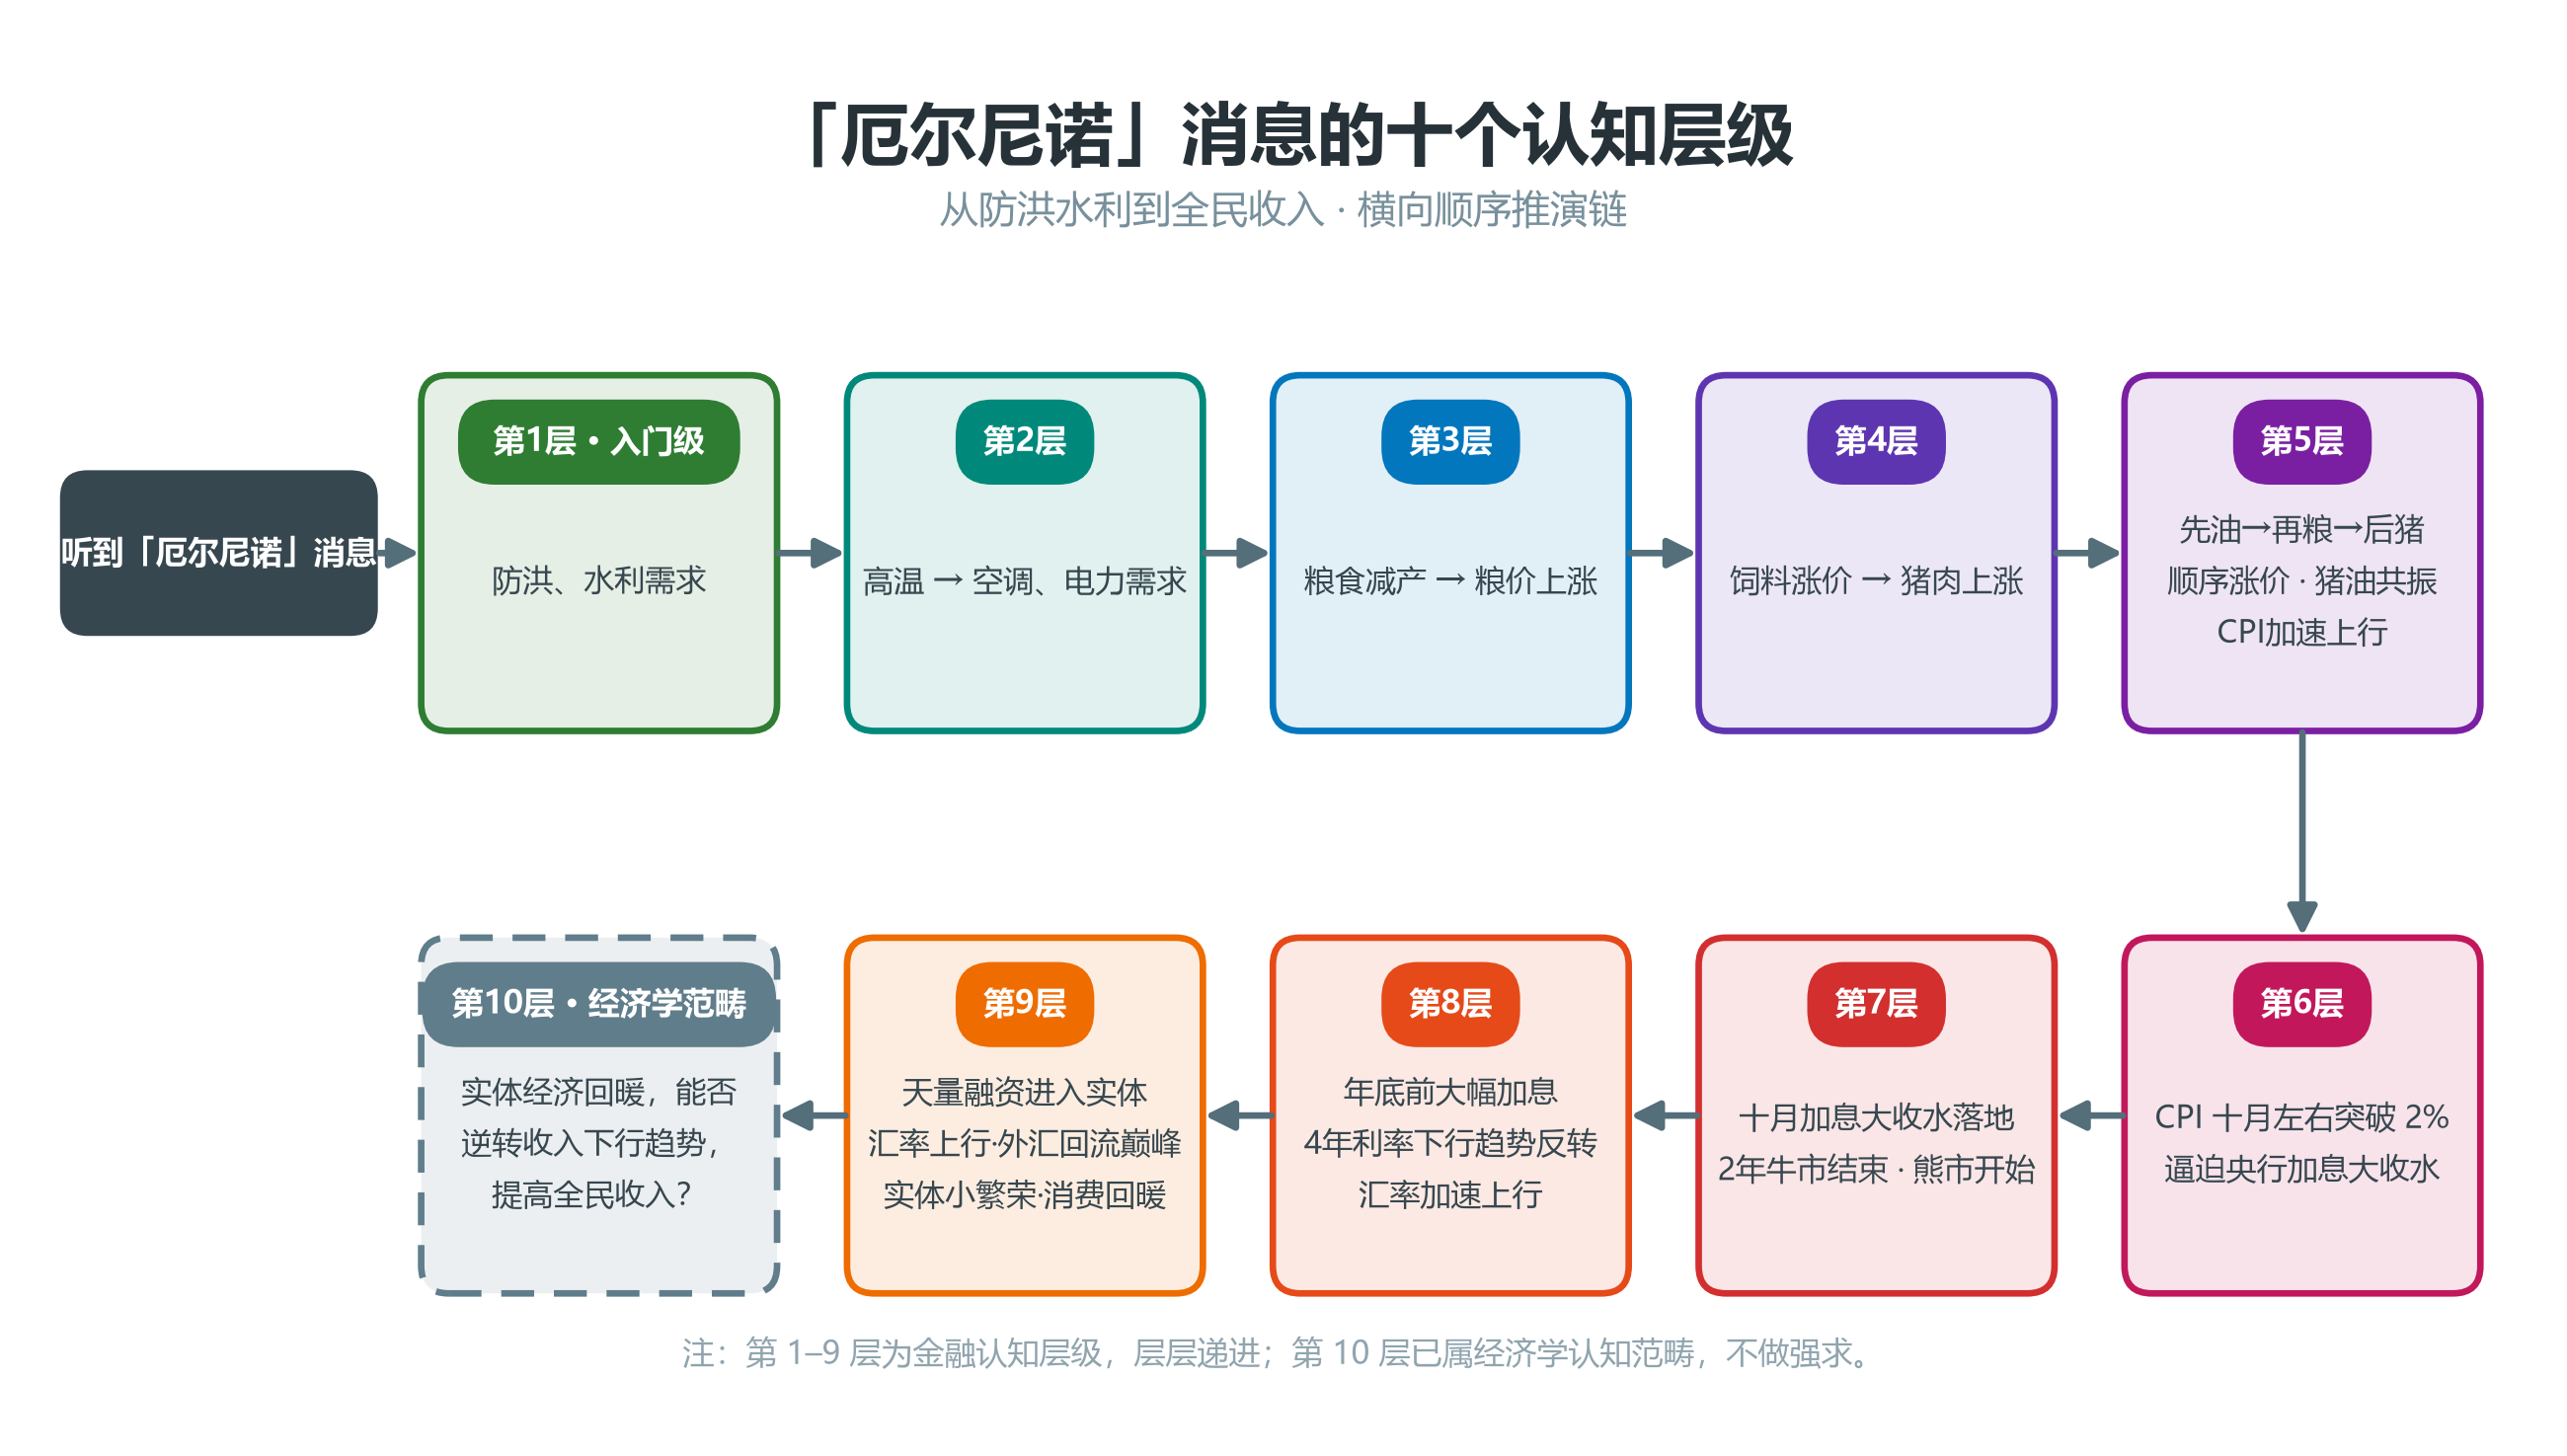 「厄尔尼诺」消息的十个认知层级
从防洪水利到全民收入 · 横向顺序推演链
听到「厄尔尼诺」消息
第1层 • 入门级
防洪、水利需求
第2层
高温 → 空调、电力需求
第3层
粮食减产 → 粮价上涨
第4层
饲料涨价 → 猪肉上涨
第5层
先油→再粮→后猪
顺序涨价 · 猪油共振
CPI加速上行
第6层
CPI 十月左右突破 2%
逼迫央行加息大收水
第7层
十月加息大收水落地
2年牛市结束 · 熊市开始
第8层
年底前大幅加息
4年利率下行趋势反转
汇率加速上行
第9层
天量融资进入实体
汇率上行·外汇回流巅峰
实体小繁荣·消费回暖
第10层 • 经济学范畴
实体经济回暖，能否
逆转收入下行趋势，
提高全民收入？
注：第 1–9 层为金融认知层级，层层递进；第 10 层已属经济学认知范畴，不做强求。